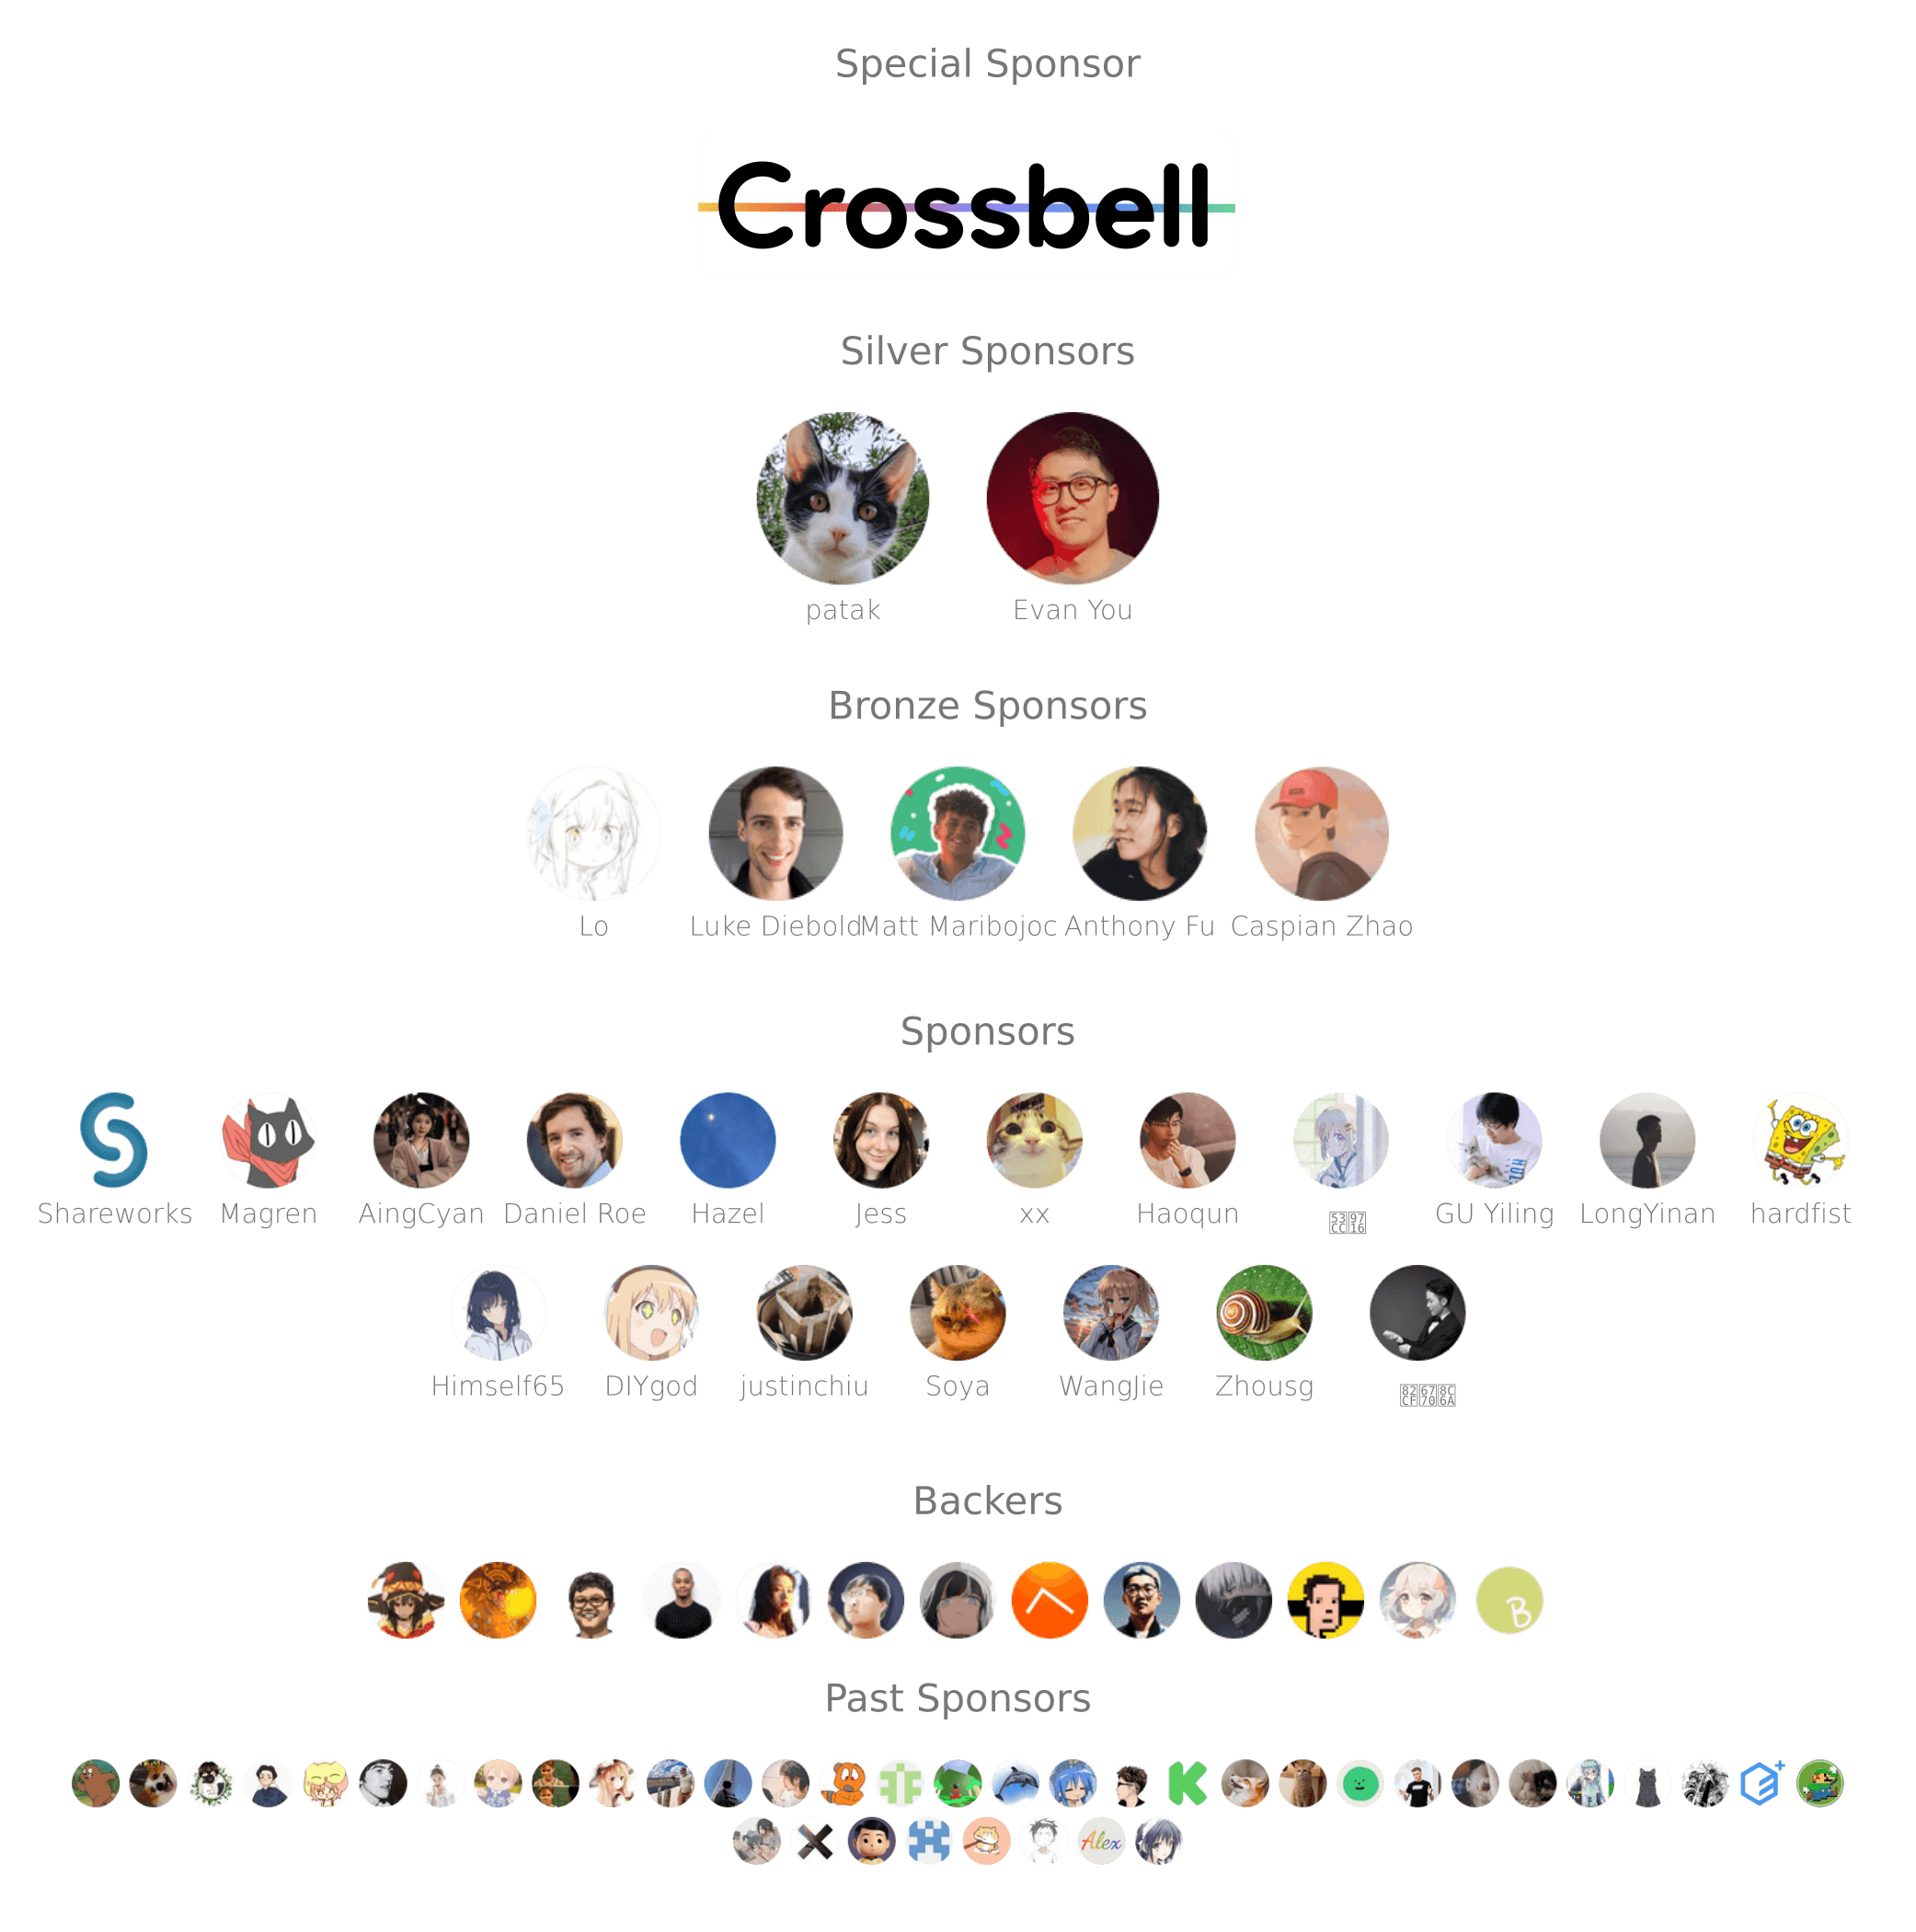 Special Sponsor
Crossbell
Silver Sponsors
patak Evan You
Bronze Sponsors
Lo Luke Diebold Matt Maribojoc Anthony Fu Caspian Zhao
Sponsors
Shareworks Magren AingCyan Daniel Roe Hazel Jess xx Haoqun GU Yiling LongYinan hardfist
Himself65 DIYgod justinchiu Soya WangJie Zhousg
Backers
B
Past Sponsors
Alex